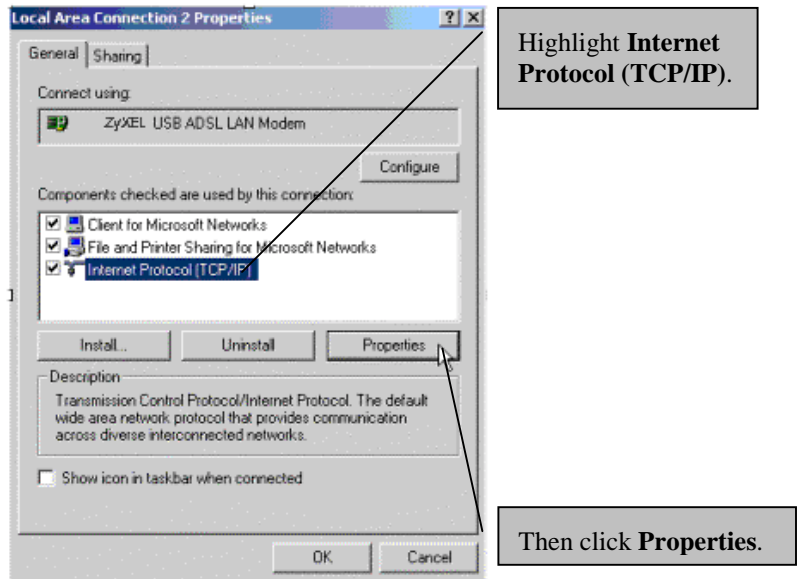 Local Area Connection 2 Properties
General
Sharing
Connect using:
ZyXEL USB ADSL LAN Modem
Configure
Components checked are used by this connection:
Client for Microsoft Networks
File and Printer Sharing for Microsoft Networks
Internet Protocol (TCP/IP)
Install...
Uninstall
Properties
Description
Transmission Control Protocol/Internet Protocol. The default
wide area network protocol that provides communication
across diverse interconnected networks.
Show icon in taskbar when connected
OK
Cancel
Highlight Internet
Protocol (TCP/IP).
Then click Properties.